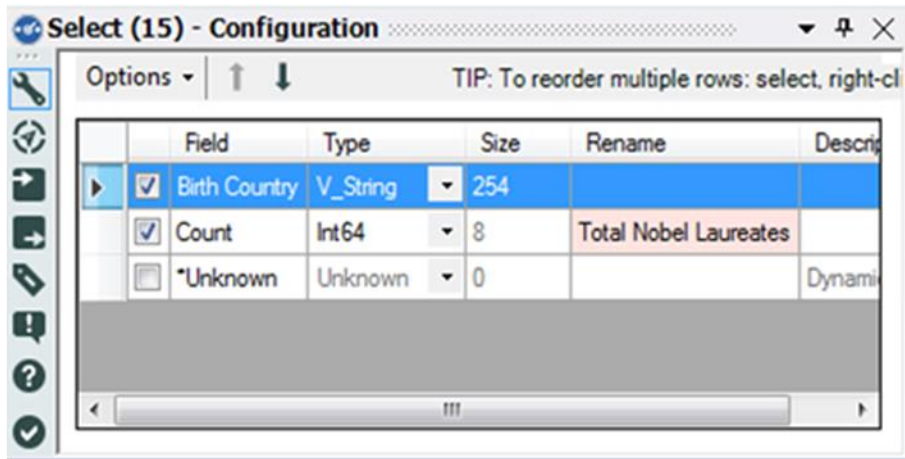 Select (15) - Configuration
Options TIP: To reorder multiple rows: select, right-cli
Field Type Size Rename Descrip
Birth Country V_String 254
Count Int64 8 Total Nobel Laureates
*Unknown Unknown 0 Dynami